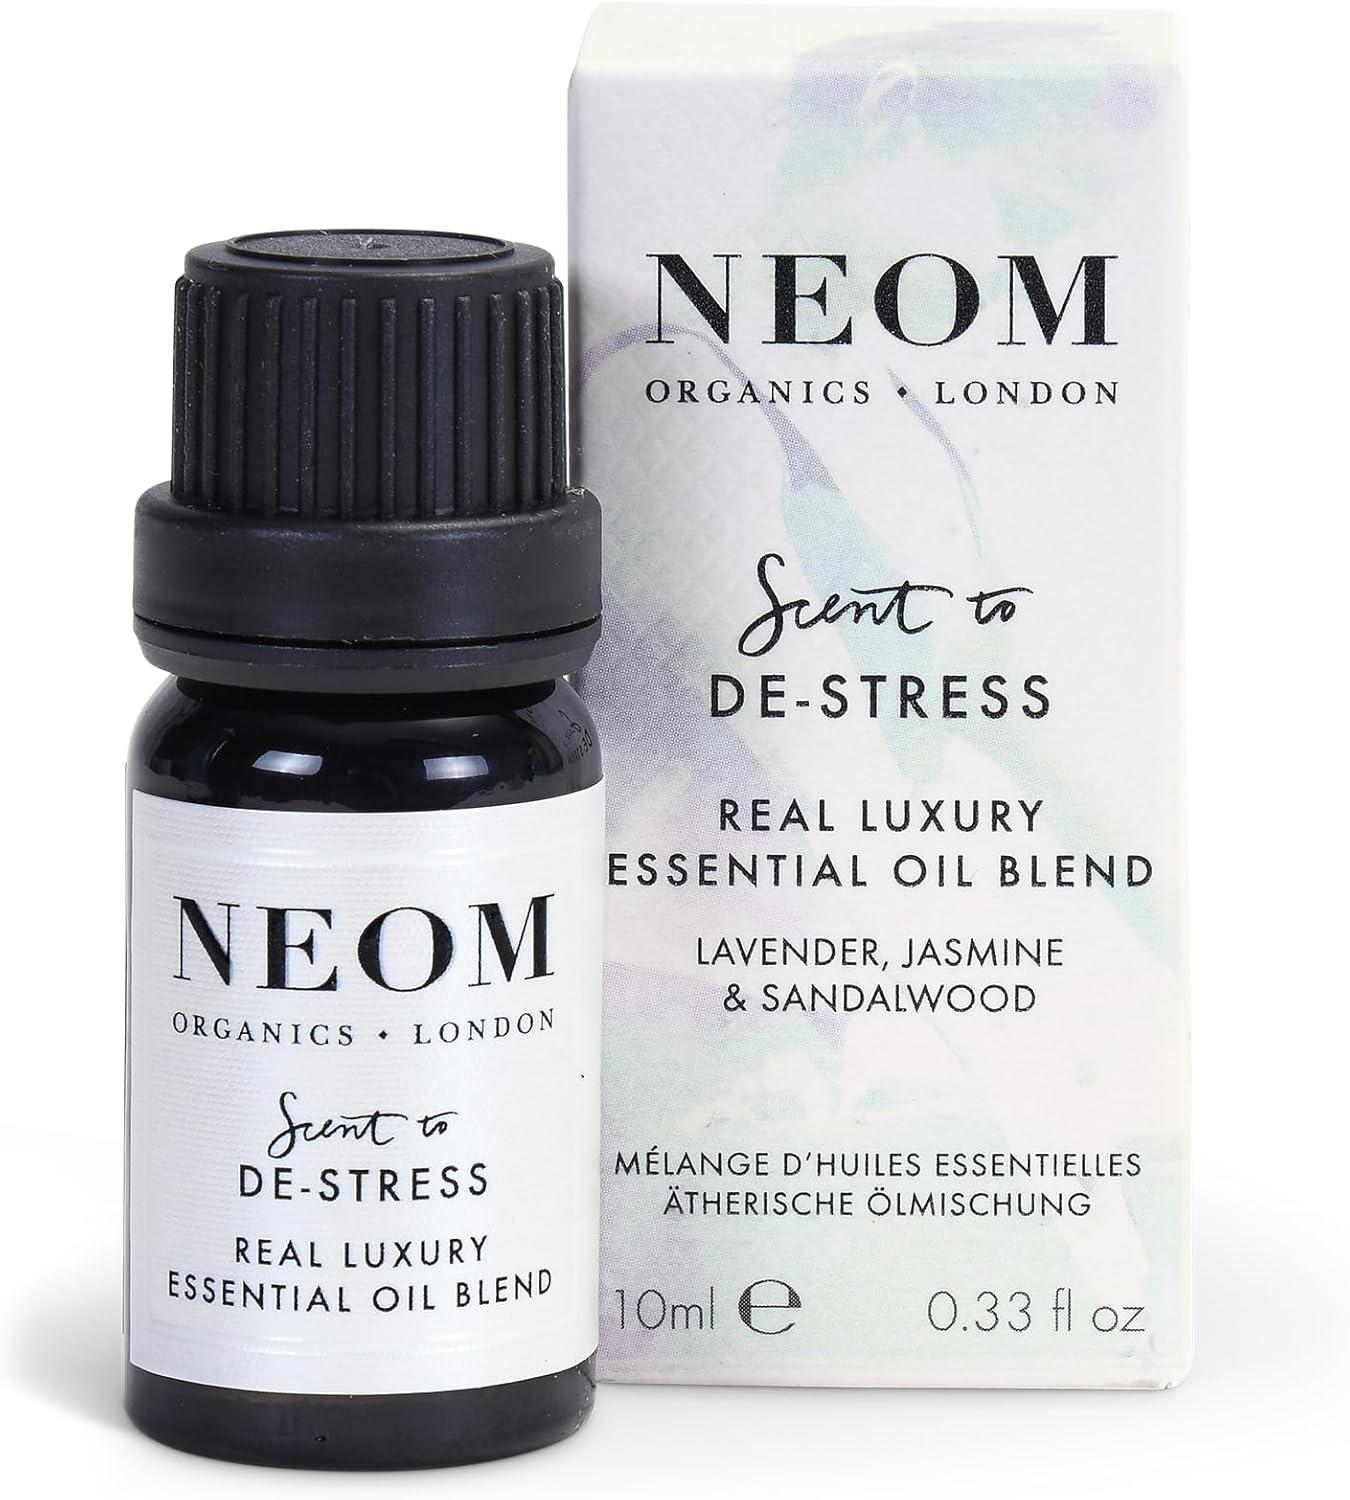 NEOM
ORGANICS • LONDON
Scent to
DE-STRESS
REAL LUXURY
ESSENTIAL OIL BLEND
LAVENDER, JASMINE
& SANDALWOOD
MÉLANGE D'HUILES ESSENTIELLES
ÄTHERISCHE ÖLMISCHUNG
10ml ℮ 0.33 fl oz
NEOM
ORGANICS • LONDON
Scent to
DE-STRESS
REAL LUXURY
ESSENTIAL OIL BLEND